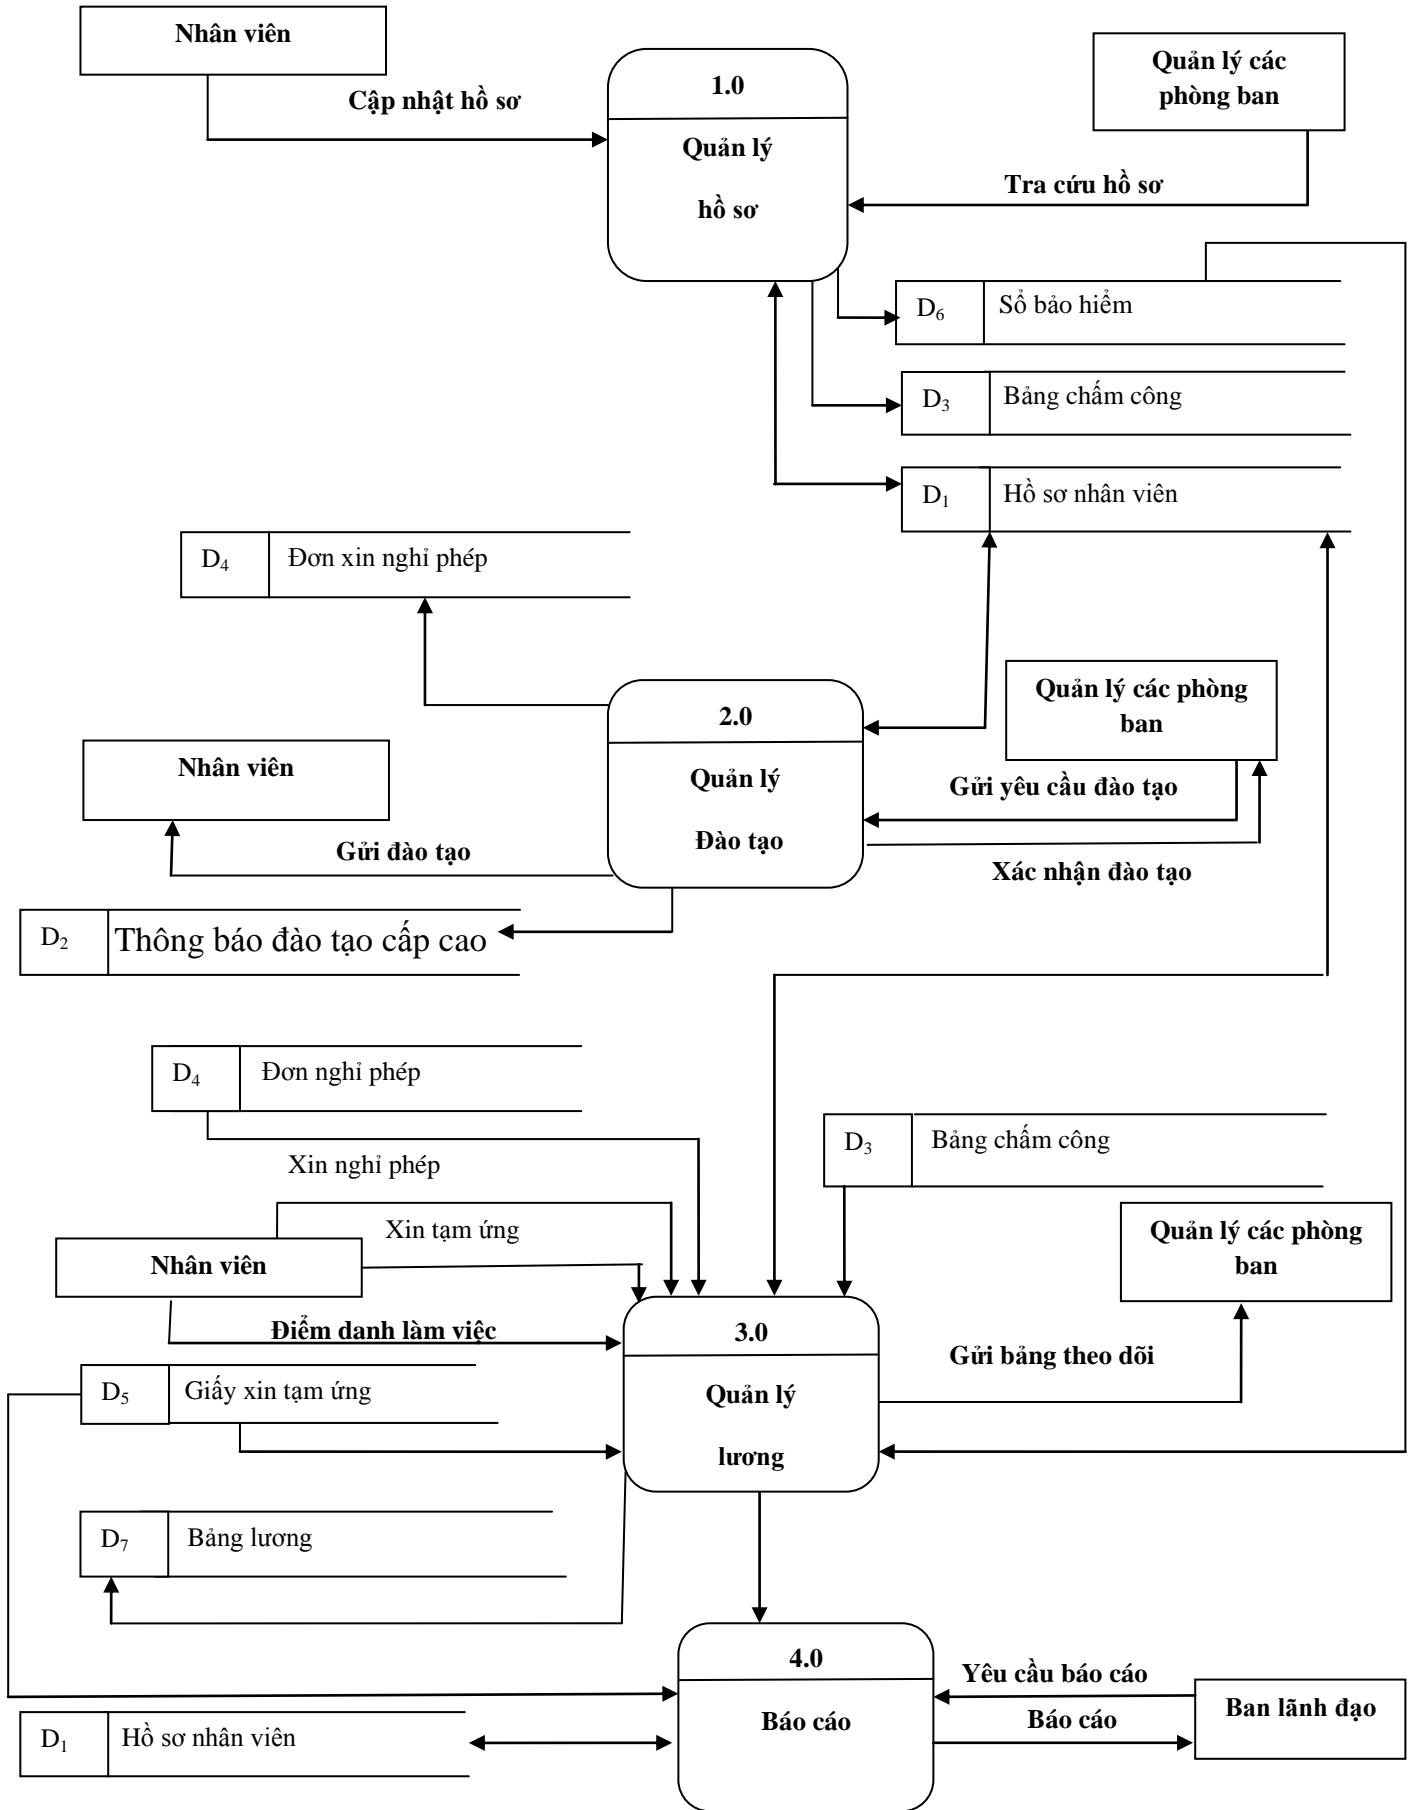 Nhân viên
1.0
Quản lý các
phòng ban
Cập nhật hồ sơ
Quản lý
hồ sơ
Tra cứu hồ sơ
D6
Sổ bảo hiểm
D3
Bảng chấm công
D1
Hồ sơ nhân viên
D4
Đơn xin nghỉ phép
Quản lý các phòng
ban
2.0
Nhân viên
Quản lý
Đào tạo
Gửi yêu cầu đào tạo
Gửi đào tạo
Xác nhận đào tạo
D2
Thông báo đào tạo cấp cao
D4
Đơn nghỉ phép
Xin nghỉ phép
D3
Bảng chấm công
Xin tạm ứng
Quản lý các phòng
ban
Nhân viên
Điểm danh làm việc
3.0
Gửi bảng theo dõi
D5
Giấy xin tạm ứng
Quản lý
lương
D7
Bảng lương
4.0
Yêu cầu báo cáo
Báo cáo
Báo cáo
Ban lãnh đạo
D1
Hồ sơ nhân viên